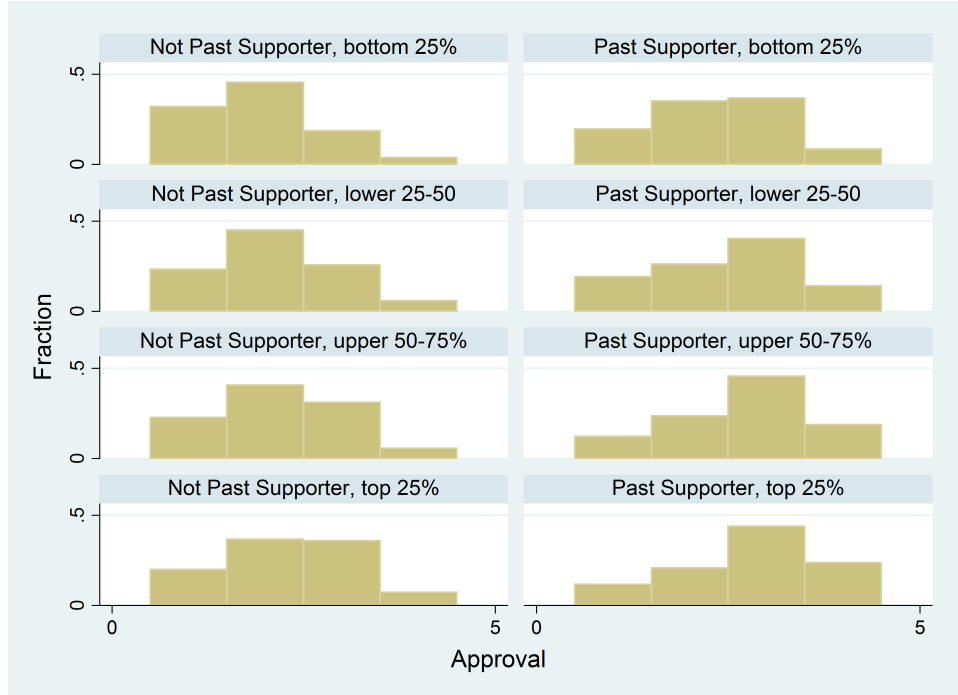 Not Past Supporter, bottom 25%
Past Supporter, bottom 25%
.5
0
Not Past Supporter, lower 25-50
Past Supporter, lower 25-50
.5
0
Not Past Supporter, upper 50-75%
Past Supporter, upper 50-75%
.5
0
Not Past Supporter, top 25%
Past Supporter, top 25%
.5
0
Fraction
0
5
0
5
Approval